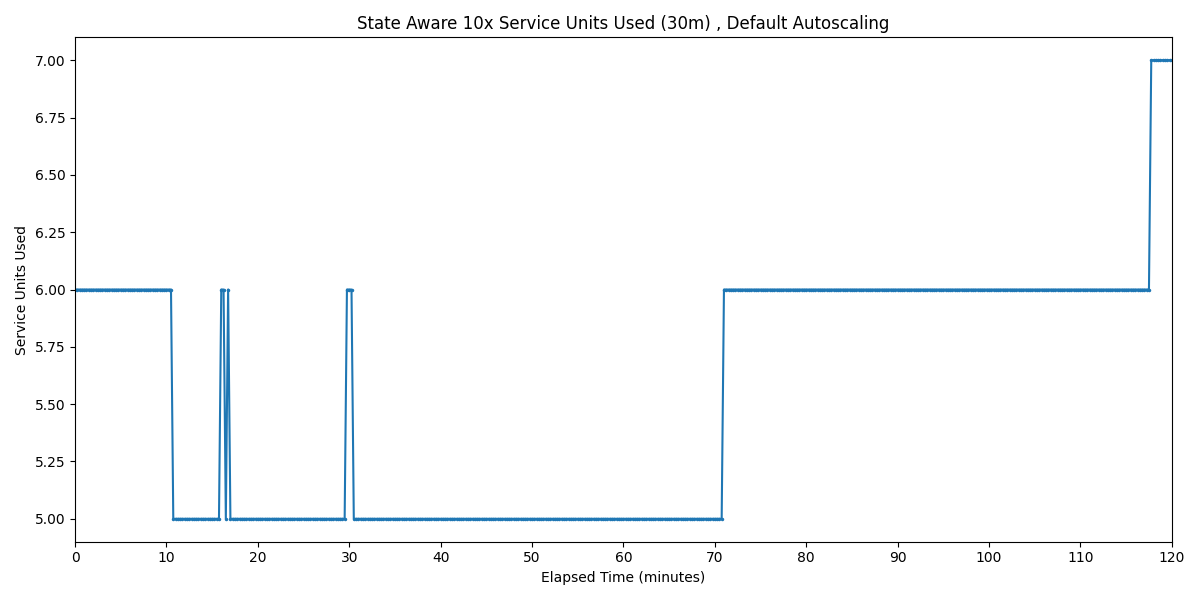 State Aware 10x Service Units Used (30m) , Default Autoscaling
7.00
6.75
6.50
6.25
6.00
5.75
5.50
5.25
5.00
Service Units Used
0 10 20 30 40 50 60 70 80 90 100 110 120
Elapsed Time (minutes)